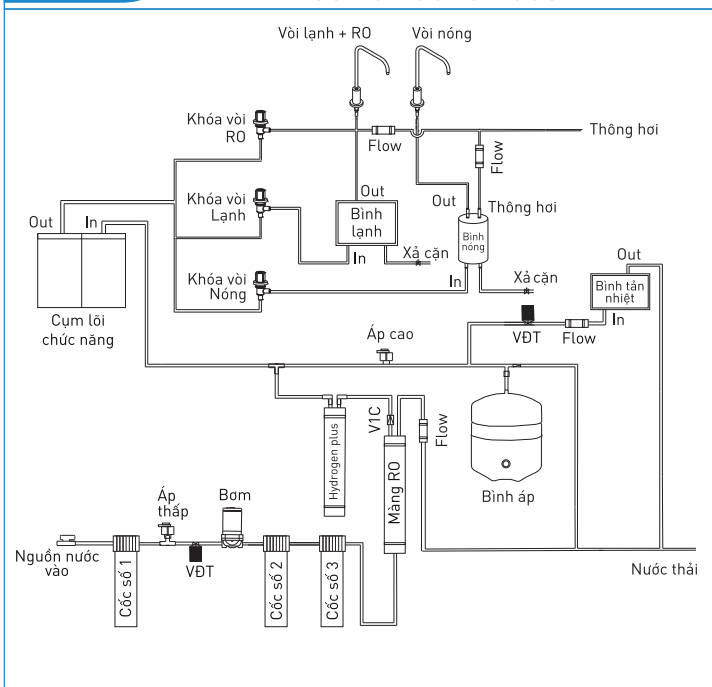 Vòi lạnh + RO
Vòi nóng
Khóa vòi
RO
Flow
Thông hơi
Flow
Khóa vòi
Lạnh
Out
Bình
lạnh
In
Xả cặn
Out
Thông hơi
Bình
nóng
In
Xả cặn
Out
In
Cụm lõi
chức năng
Khóa vòi
Nóng
Out
Bình tản
nhiệt
In
VĐT
Flow
Áp cao
Hydrogen plus
V1C
Màng RO
Flow
Bình áp
Áp
thấp
Bơm
Nguồn nước
vào
Cốc số 1
VĐT
Cốc số 2
Cốc số 3
Nước thải